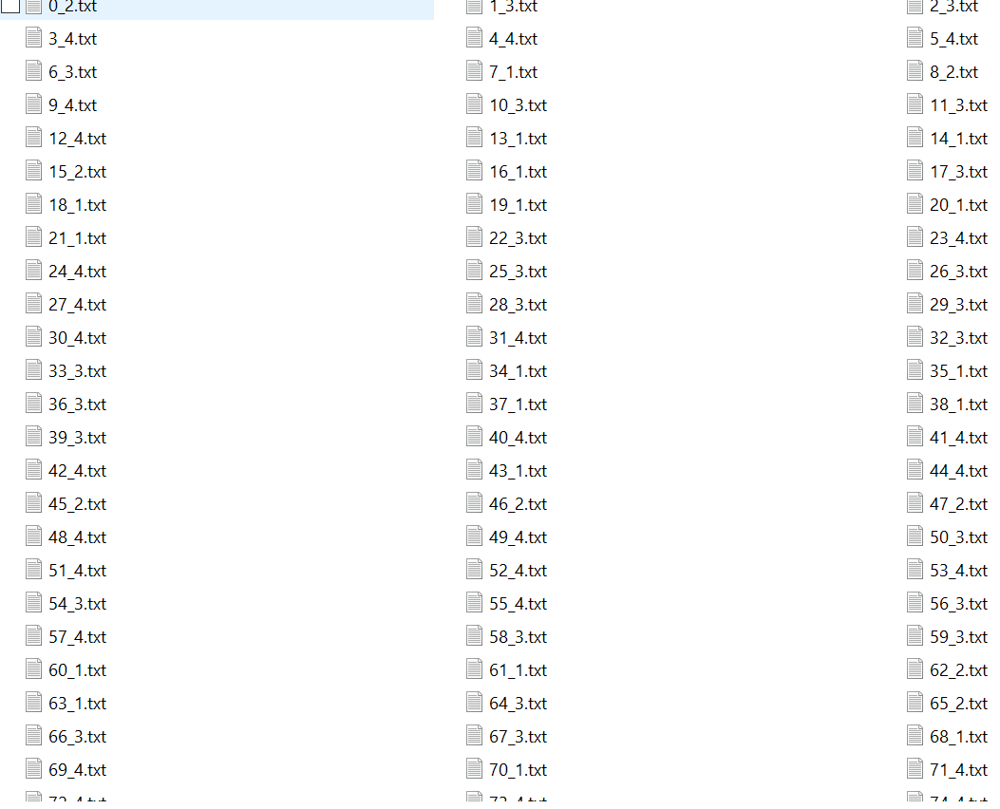 0_2.txt 1_3.txt 2_3.txt
3_4.txt 4_4.txt 5_4.txt
6_3.txt 7_1.txt 8_2.txt
9_4.txt 10_3.txt 11_3.txt
12_4.txt 13_1.txt 14_1.txt
15_2.txt 16_1.txt 17_3.txt
18_1.txt 19_1.txt 20_1.txt
21_1.txt 22_3.txt 23_4.txt
24_4.txt 25_3.txt 26_3.txt
27_4.txt 28_3.txt 29_3.txt
30_4.txt 31_4.txt 32_3.txt
33_3.txt 34_1.txt 35_1.txt
36_3.txt 37_1.txt 38_1.txt
39_3.txt 40_4.txt 41_4.txt
42_4.txt 43_1.txt 44_4.txt
45_2.txt 46_2.txt 47_2.txt
48_4.txt 49_4.txt 50_3.txt
51_4.txt 52_4.txt 53_4.txt
54_3.txt 55_4.txt 56_3.txt
57_4.txt 58_3.txt 59_3.txt
60_1.txt 61_1.txt 62_2.txt
63_1.txt 64_3.txt 65_2.txt
66_3.txt 67_3.txt 68_1.txt
69_4.txt 70_1.txt 71_4.txt